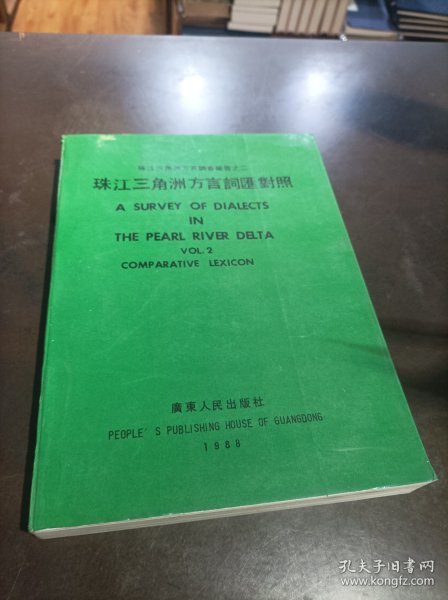 珠江三角洲方言調查報告之二
珠江三角洲方言詞匯對照
A SURVEY OF DIALECTS
IN
THE PEARL RIVER DELTA
VOL.2
COMPARATIVE LEXICON
廣東人民出版社
PEOPLE' S PUBLISHING HOUSE OF GUANGDONG
1988
孔夫子旧书网
www.kongfz.com